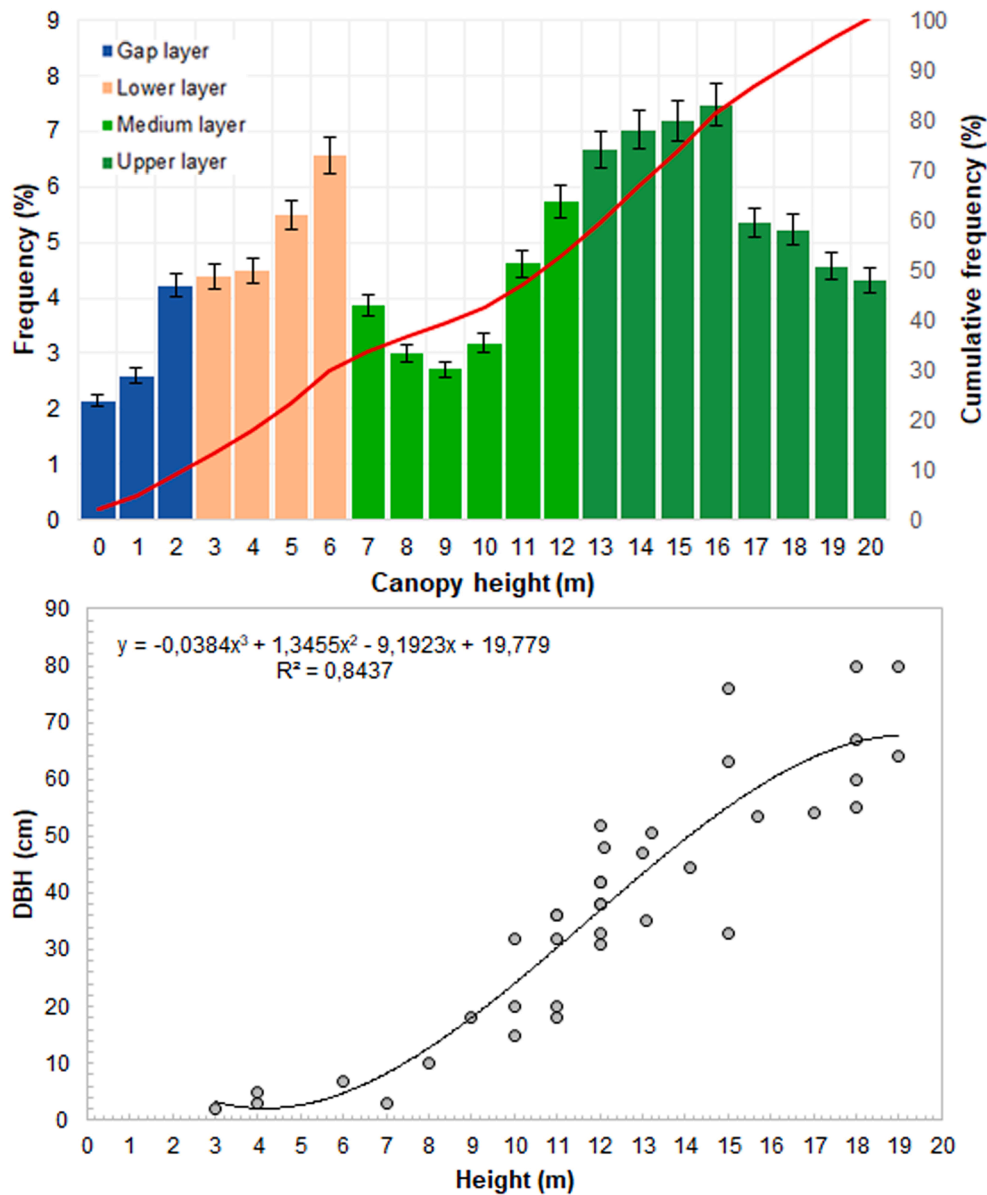 9
8
7
6
5
4
3
2
1
0
Frequency (%)
Gap layer
Lower layer
Medium layer
Upper layer
100
90
80
70
60
50
40
30
20
10
0
Cumulative frequency (%)
0 1 2 3 4 5 6 7 8 9 10 11 12 13 14 15 16 17 18 19 20
Canopy height (m)
90
80
70
60
50
40
30
20
10
0
DBH (cm)
y = -0,0384x³ + 1,3455x² - 9,1923x + 19,779
R² = 0,8437
0 1 2 3 4 5 6 7 8 9 10 11 12 13 14 15 16 17 18 19 20
Height (m)